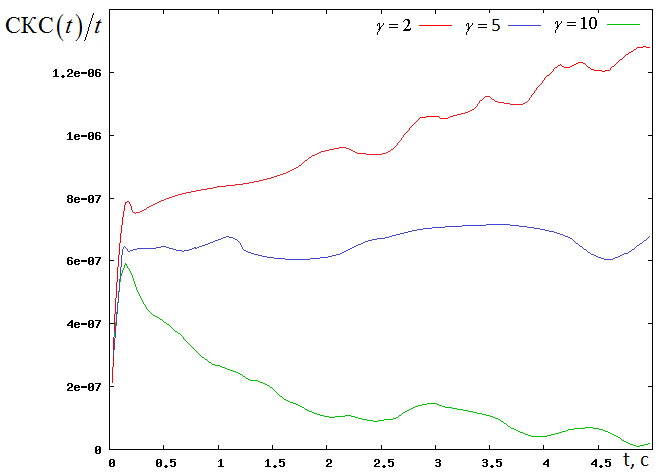 СКС(t)/t
γ = 2 γ = 5 γ = 10
1.2e-06
1e-06
8e-07
6e-07
4e-07
2e-07
0
0 0.5 1 1.5 2 2.5 3 3.5 4 4.5 t, c